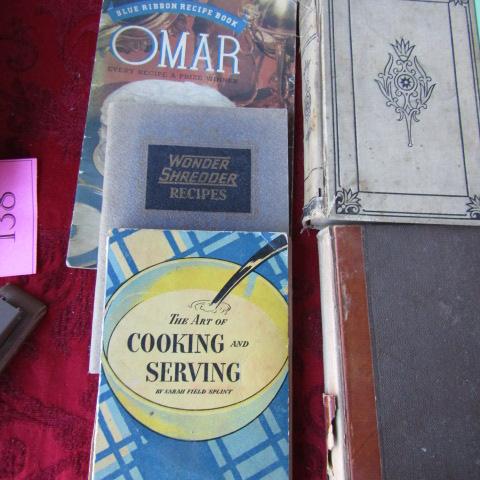 BLUE RIBBON RECIPE BOOK
OMAR
EVERY RECIPE A PRIZE WINNER
WONDER
SHREDDER
RECIPES
THE ART OF
COOKING AND
SERVING
BY SARAH FIELD SPLINT
138